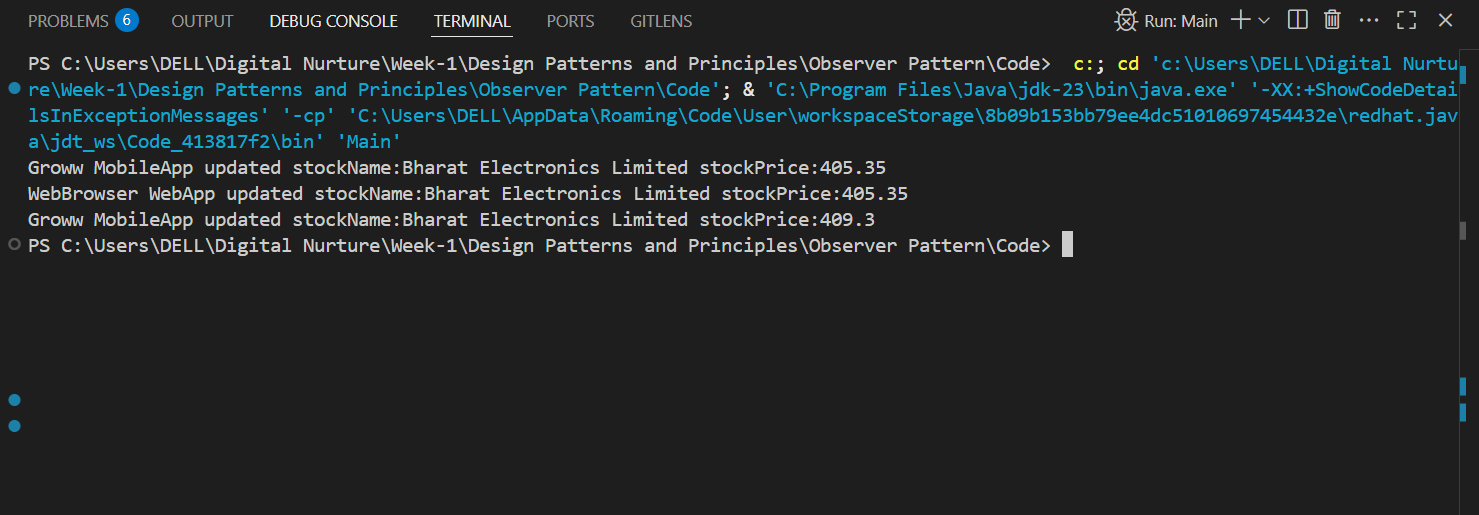 PROBLEMS 6 OUTPUT DEBUG CONSOLE TERMINAL PORTS GITLENS Run: Main
PS C:\Users\DELL\Digital Nurture\Week-1\Design Patterns and Principles\Observer Pattern\Code>  c:; cd 'c:\Users\DELL\Digital Nurtu
re\Week-1\Design Patterns and Principles\Observer Pattern\Code'; & 'C:\Program Files\Java\jdk-23\bin\java.exe' '-XX:+ShowCodeDetai
lsInExceptionMessages' '-cp' 'C:\Users\DELL\AppData\Roaming\Code\User\workspaceStorage\8b09b153bb79ee4dc51010697454432e\redhat.jav
a\jdt_ws\Code_413817f2\bin' 'Main'
Groww MobileApp updated stockName:Bharat Electronics Limited stockPrice:405.35
WebBrowser WebApp updated stockName:Bharat Electronics Limited stockPrice:405.35
Groww MobileApp updated stockName:Bharat Electronics Limited stockPrice:409.3
PS C:\Users\DELL\Digital Nurture\Week-1\Design Patterns and Principles\Observer Pattern\Code>